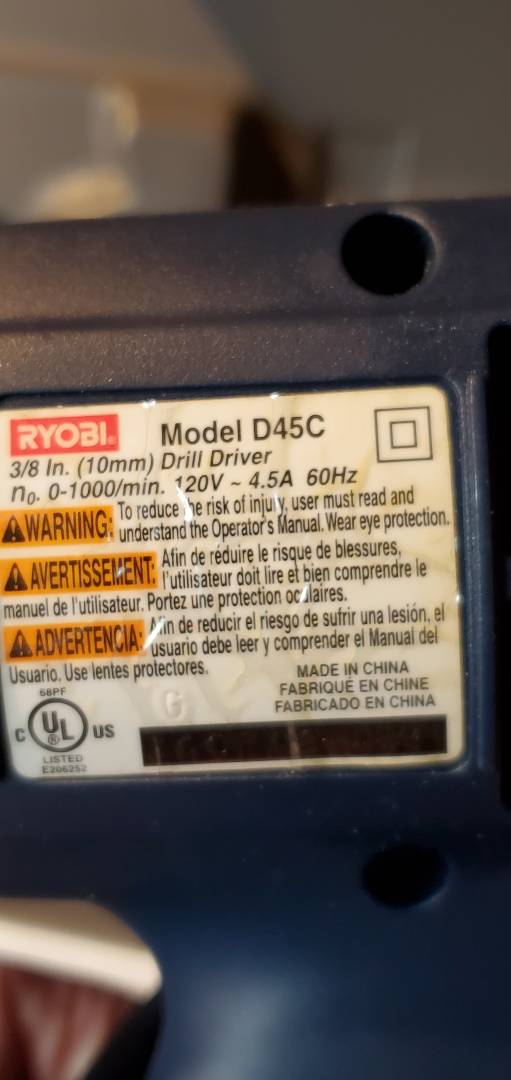 RYOBI® Model D45C
3/8 In. (10mm) Drill Driver
n₀. 0-1000/min. 120V ~ 4.5A 60Hz
WARNING: To reduce the risk of injury, user must read and
understand the Operator's Manual. Wear eye protection.
AVERTISSEMENT: Afin de réduire le risque de blessures,
l'utilisateur doit lire et bien comprendre le
manuel de l'utilisateur. Portez une protection oculaires.
ADVERTENCIA: Afin de reducir el riesgo de sufrir una lesión, el
usuario debe leer y comprender el Manual del
Usuario. Use lentes protectores.
MADE IN CHINA
FABRIQUÉ EN CHINE
FABRICADO EN CHINA
68PF
C UL® US
LISTED
E206252
G